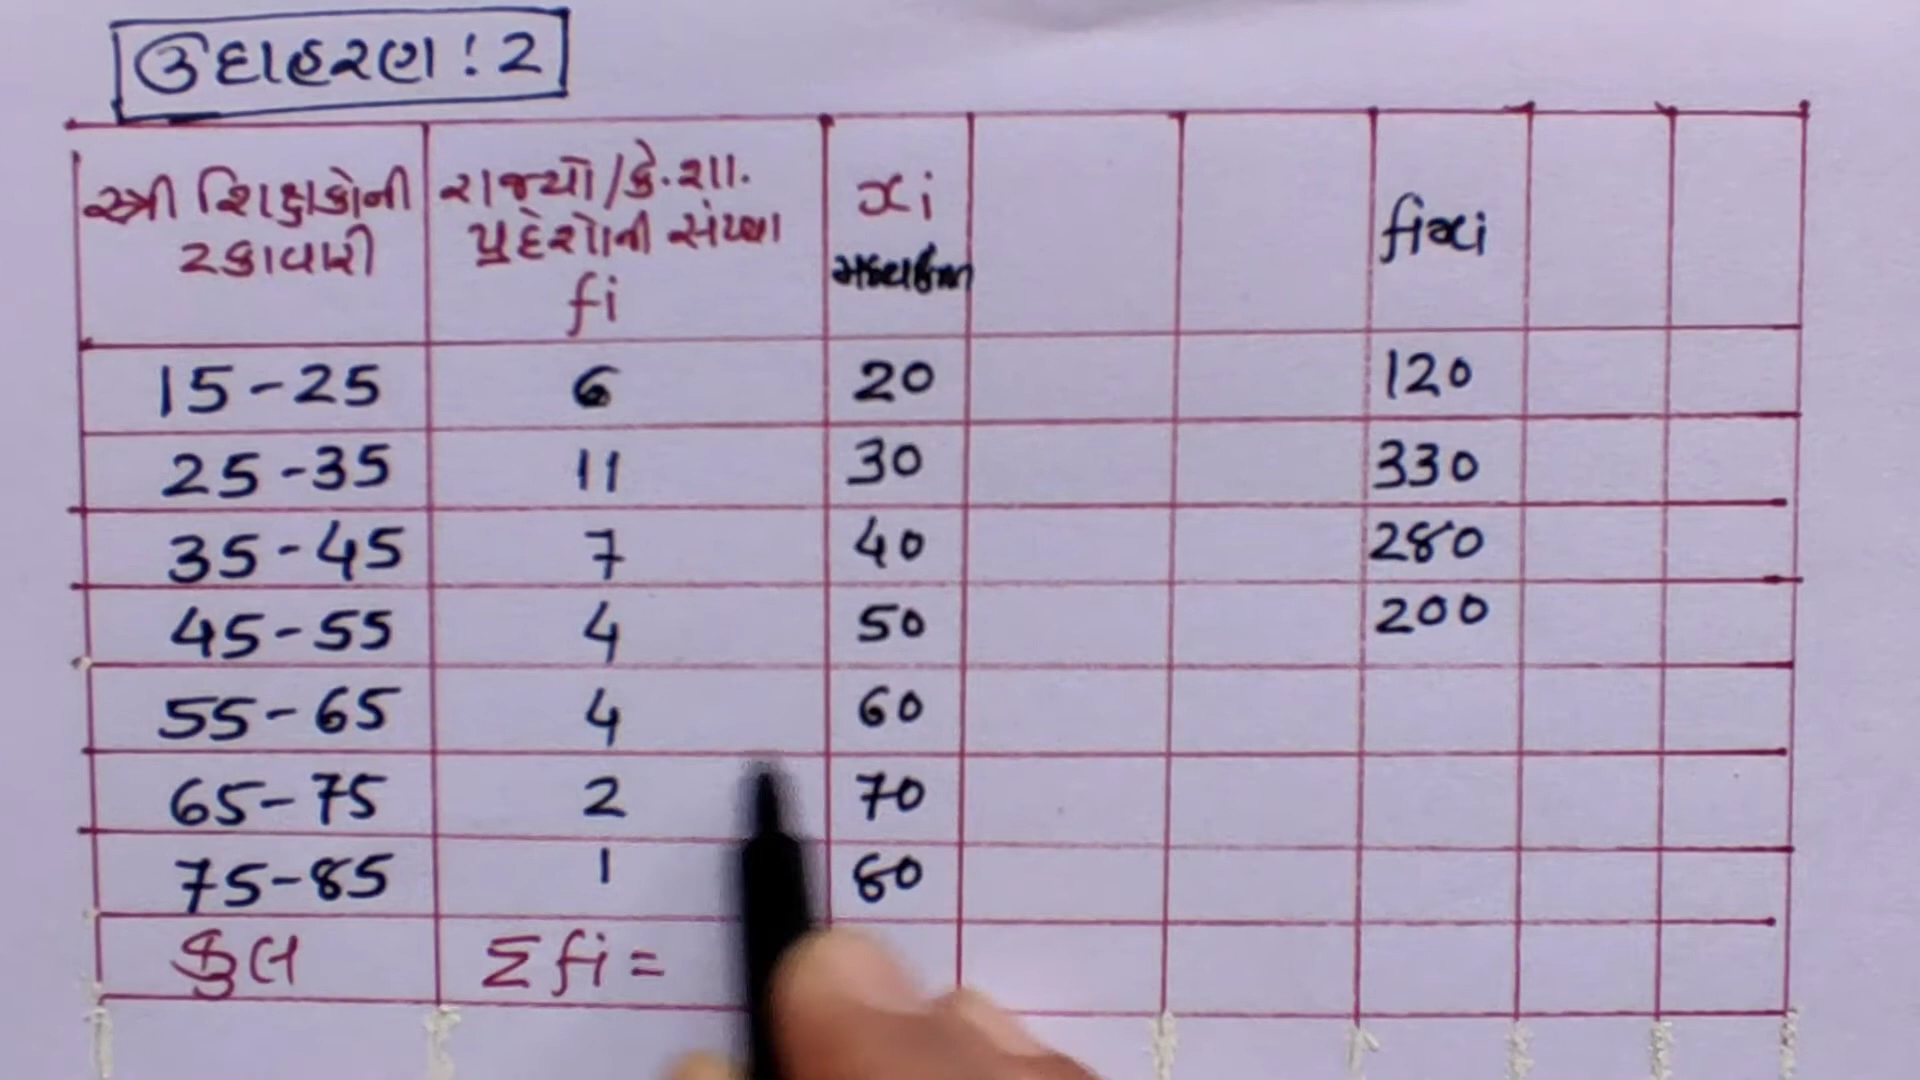 ઉદાહરણ : 2
સ્ત્રી શિક્ષકોની ટકાવારી
રાજ્યો/કે.શા. પ્રદેશોની સંખ્યા fi
xi
fixi
15-25 6 20 120
25-35 11 30 330
35-45 7 40 280
45-55 4 50 200
55-65 4 60
65-75 2 70
75-85 1 80
કુલ Σfi =